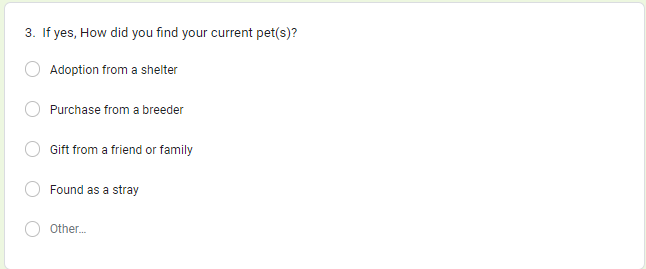 3. If yes, How did you find your current pet(s)?
Adoption from a shelter
Purchase from a breeder
Gift from a friend or family
Found as a stray
Other...